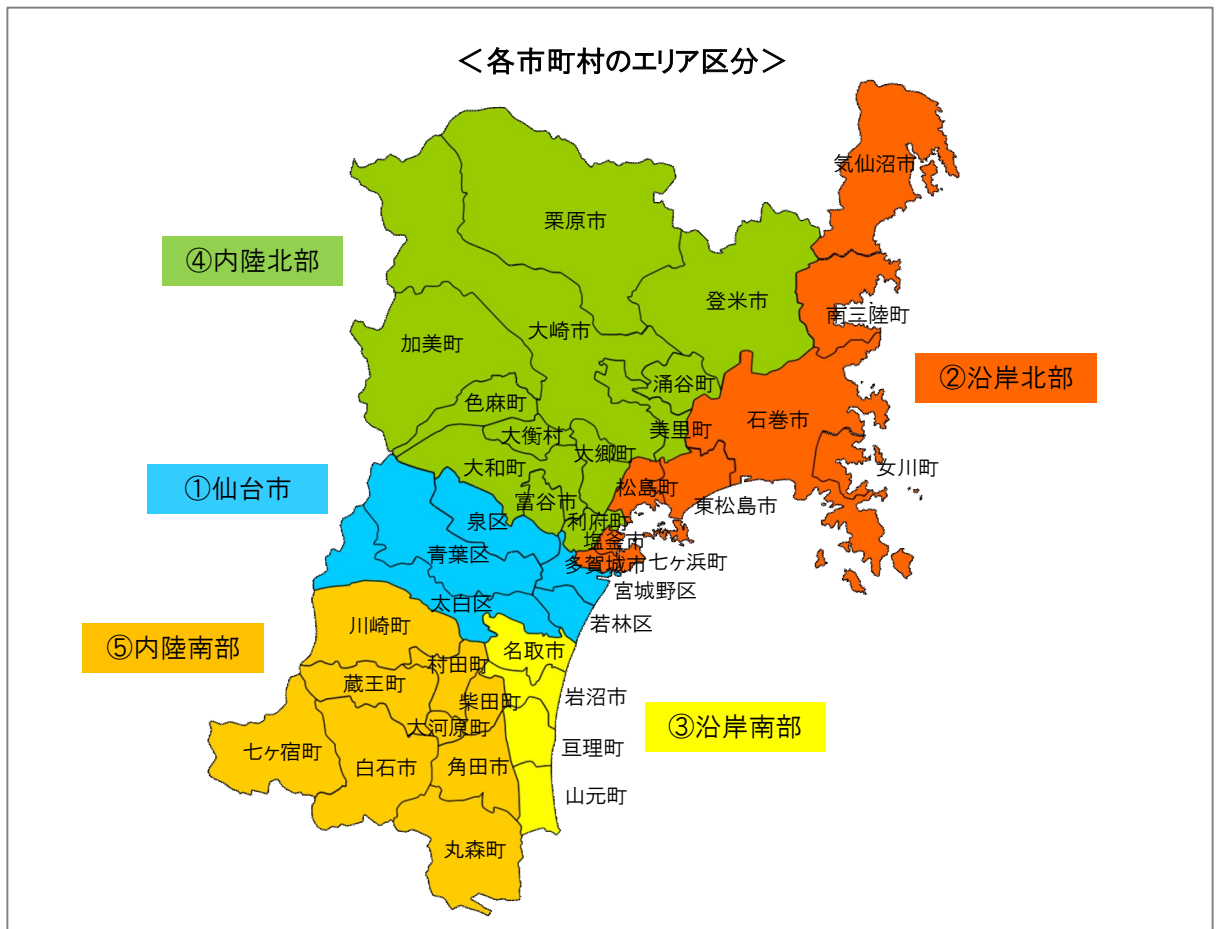 ＜各市町村のエリア区分＞
気仙沼市
栗原市
④内陸北部
登米市
南三陸町
大崎市
加美町
②沿岸北部
涌谷町
色麻町
石巻市
美里町
大衡村
大郷町
大和町
女川町
①仙台市
松島町
富谷市
東松島市
泉区
利府町
塩釜市
青葉区
多賀城市
七ヶ浜町
宮城野区
太白区
若林区
川崎町
⑤内陸南部
名取市
村田町
蔵王町
柴田町
岩沼市
大河原町
③沿岸南部
七ヶ宿町
亘理町
白石市
角田市
山元町
丸森町